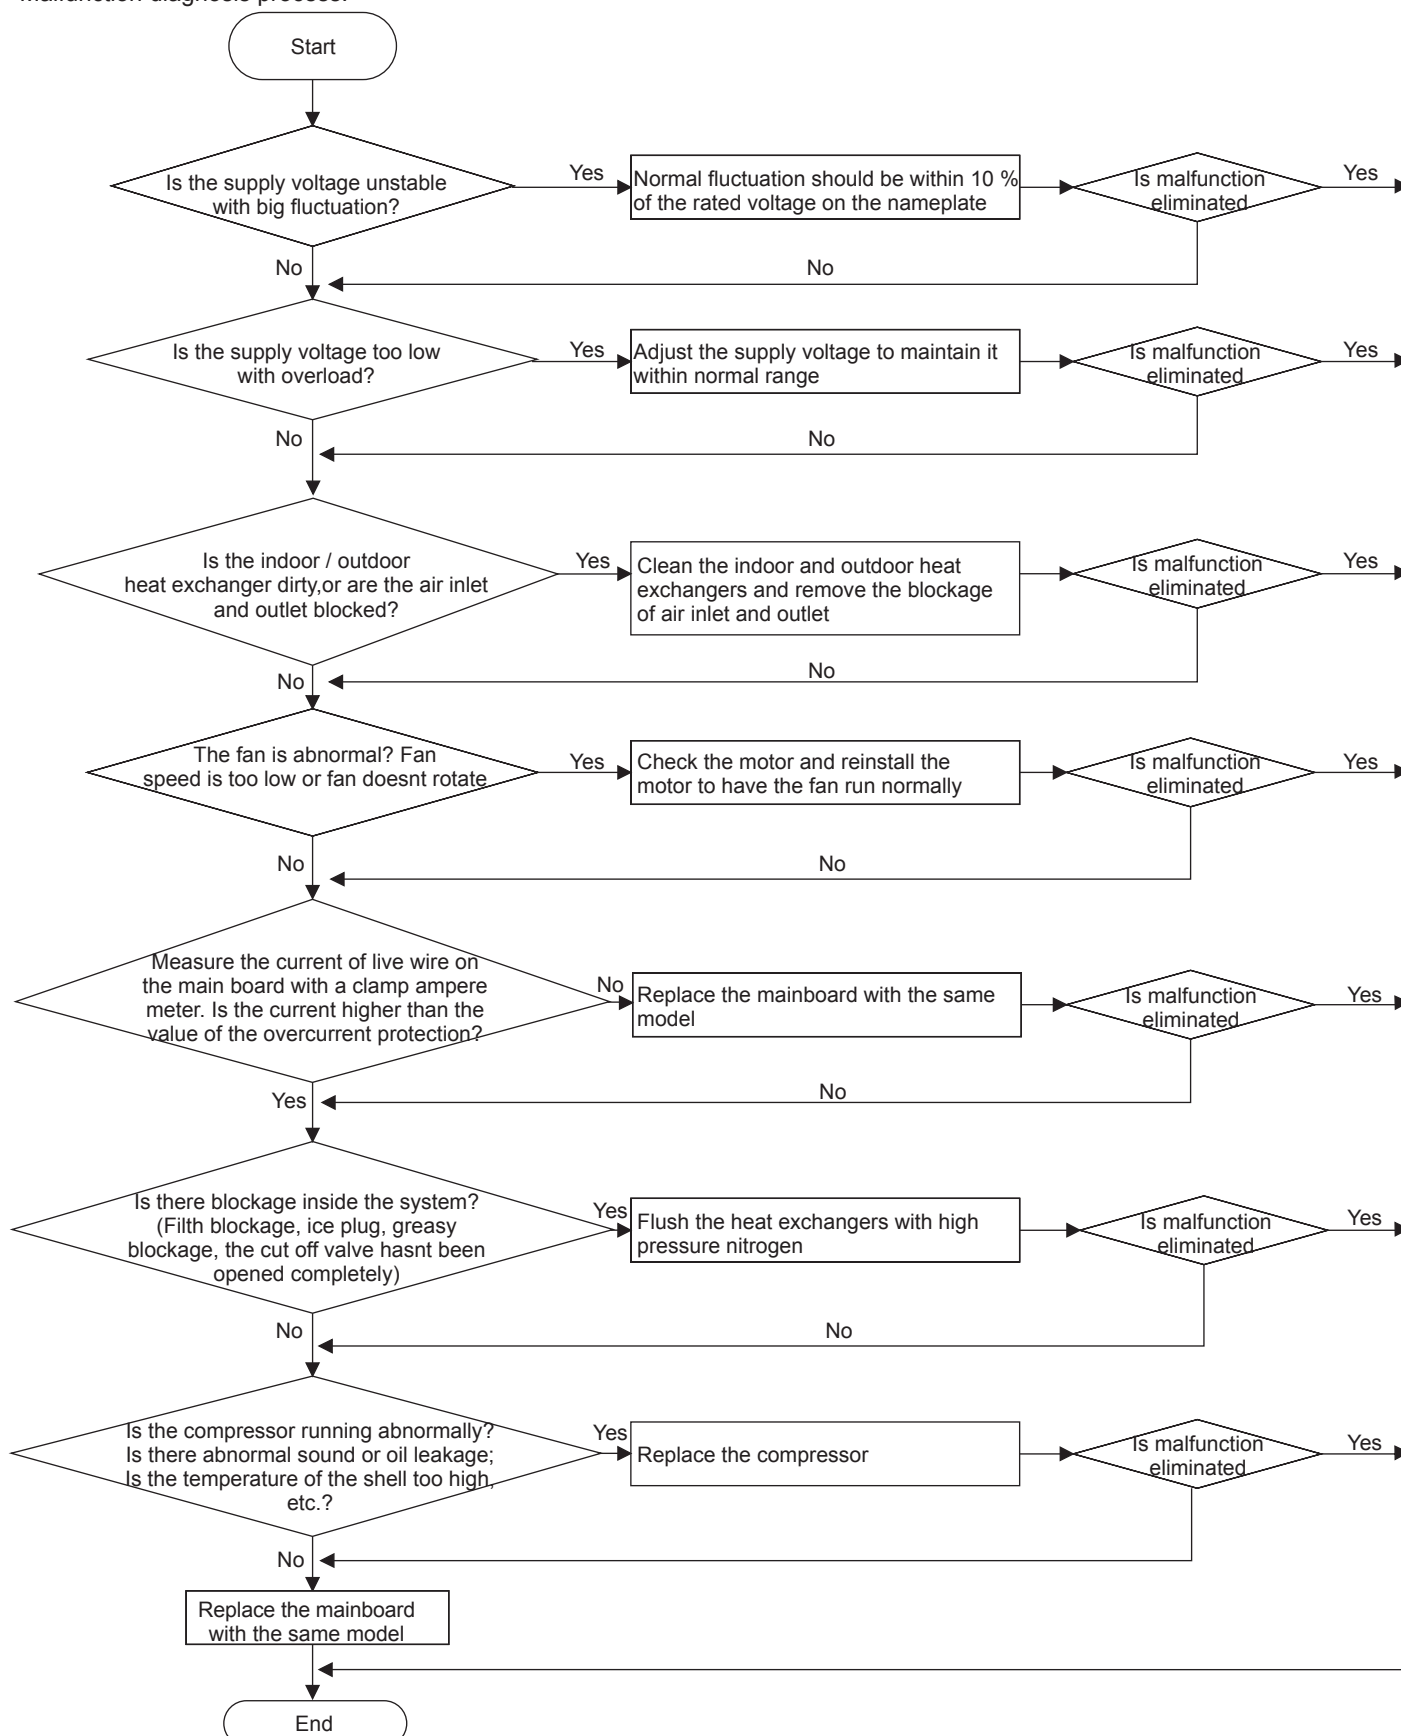 Malfunction diagnosis process:
Start
Is the supply voltage unstable
with big fluctuation?
Yes
Normal fluctuation should be within 10 %
of the rated voltage on the nameplate
Is malfunction
eliminated
Yes
No
No
Is the supply voltage too low
with overload?
Yes
Adjust the supply voltage to maintain it
within normal range
Is malfunction
eliminated
Yes
No
No
Is the indoor / outdoor
heat exchanger dirty,or are the air inlet
and outlet blocked?
Yes
Clean the indoor and outdoor heat
exchangers and remove the blockage
of air inlet and outlet
Is malfunction
eliminated
Yes
No
No
The fan is abnormal? Fan
speed is too low or fan doesnt rotate
Yes
Check the motor and reinstall the
motor to have the fan run normally
Is malfunction
eliminated
Yes
No
No
Measure the current of live wire on
the main board with a clamp ampere
meter. Is the current higher than the
value of the overcurrent protection?
No
Replace the mainboard with the same
model
Is malfunction
eliminated
Yes
Yes
No
Is there blockage inside the system?
(Filth blockage, ice plug, greasy
blockage, the cut off valve hasnt been
opened completely)
Yes
Flush the heat exchangers with high
pressure nitrogen
Is malfunction
eliminated
Yes
No
No
Is the compressor running abnormally?
Is there abnormal sound or oil leakage;
Is the temperature of the shell too high,
etc.?
Yes
Replace the compressor
Is malfunction
eliminated
Yes
No
Replace the mainboard
with the same model
End